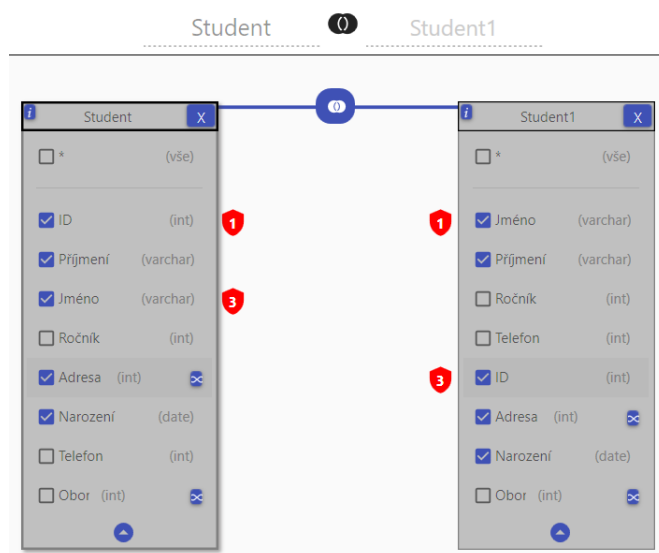 Student Student1
i Student X
* (vše)
ID (int) 1
Příjmení (varchar)
Jméno (varchar) 3
Ročník (int)
Adresa (int)
Narození (date)
Telefon (int)
Obor (int)
i Student1 X
* (vše)
1 Jméno (varchar)
Příjmení (varchar)
Ročník (int)
Telefon (int)
3 ID (int)
Adresa (int)
Narození (date)
Obor (int)